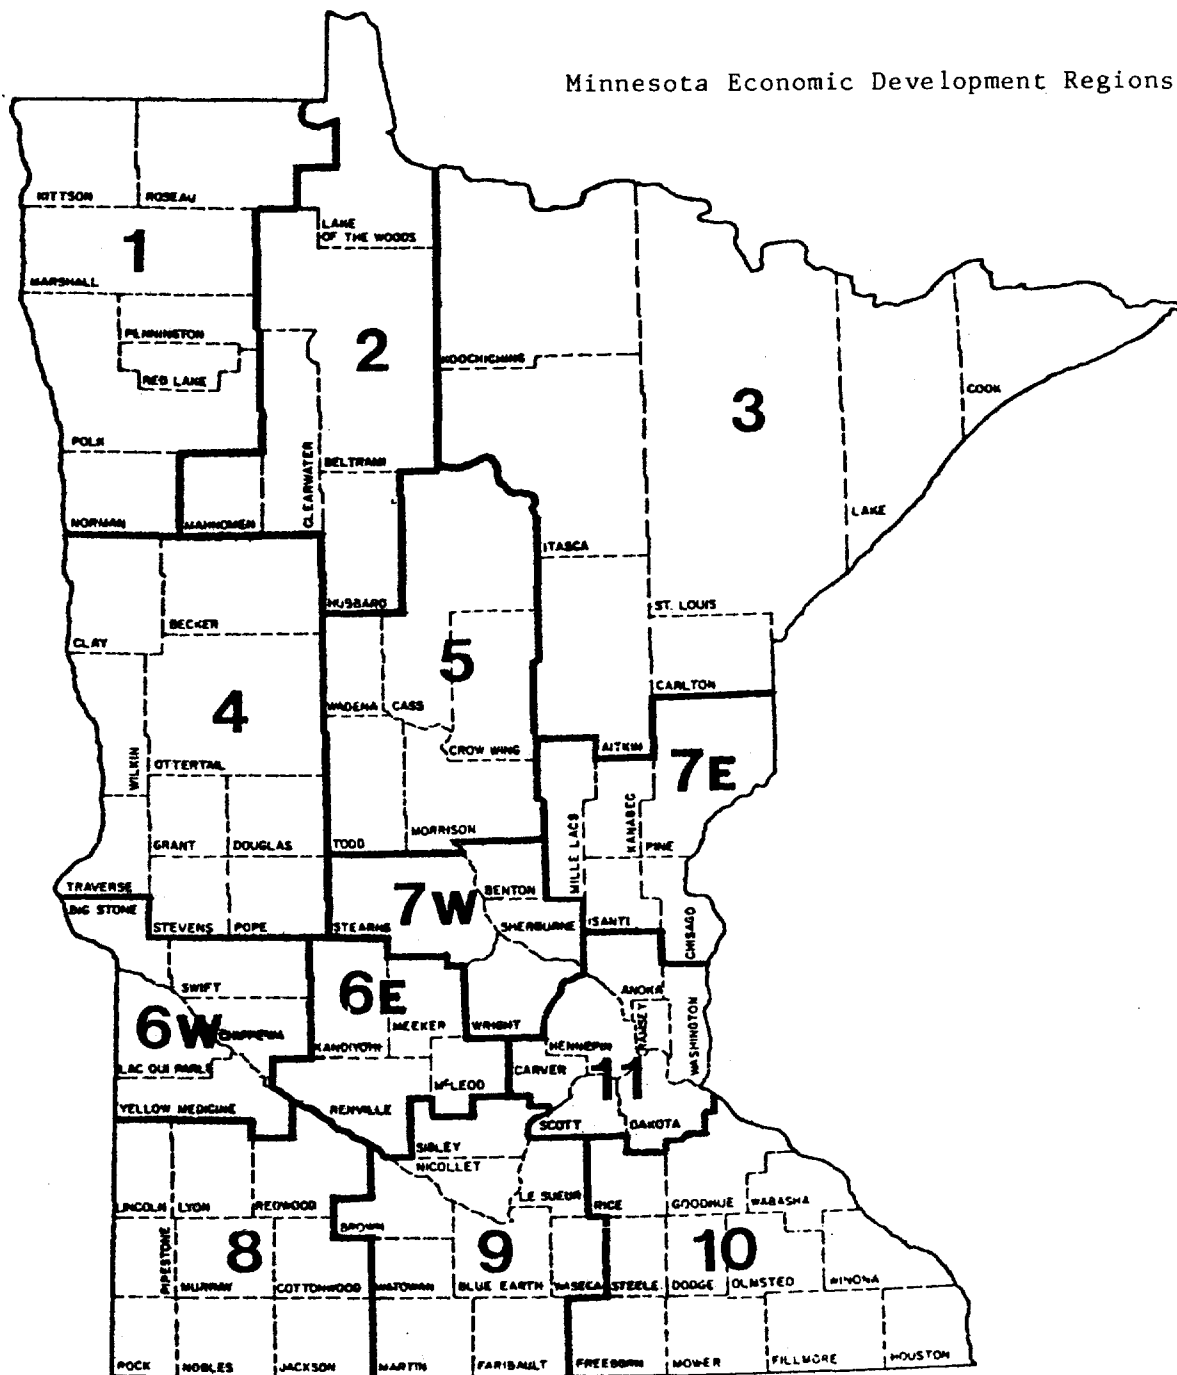 Minnesota Economic Development Regions
KITTSON
ROSEAU
LAKE
OF THE WOODS
1
MARSHALL
PENNINGTON
2
KOOCHICHING
RED LAKE
3
COOK
POLK
BELTRAMI
CLEARWATER
NORMAN
MAHNOMEN
LAKE
ITASCA
HUBBARD
ST. LOUIS
BECKER
CLAY
5
CARLTON
4
WADENA
CASS
CROW WING
AITKIN
WILKIN
OTTERTAIL
7E
MORRISON
GRANT
DOUGLAS
TODD
MILLE LACS
KANABEC
PINE
TRAVERSE
BIG STONE
7W
BENTON
STEVENS
POPE
STEARNS
SHERBURNE
ISANTI
CHISAGO
SWIFT
6E
ANOKA
6W
CHIPPEWA
MEEKER
WRIGHT
RAMSEY
WASHINGTON
KANDIYOHI
HENNEPIN
LAC QUI PARLE
CARVER
11
McLEOD
YELLOW MEDICINE
RENVILLE
SCOTT
DAKOTA
SIBLEY
NICOLLET
LE SUEUR
LINCOLN
LYON
REDWOOD
RICE
GOODHUE
WABASHA
BROWN
8
9
10
PIPESTONE
MURRAY
COTTONWOOD
WATOWAN
BLUE EARTH
WASECA
STEELE
DODGE
OLMSTED
WINONA
ROCK
NOBLES
JACKSON
MARTIN
FARIBAULT
FREEBORN
MOWER
FILLMORE
HOUSTON